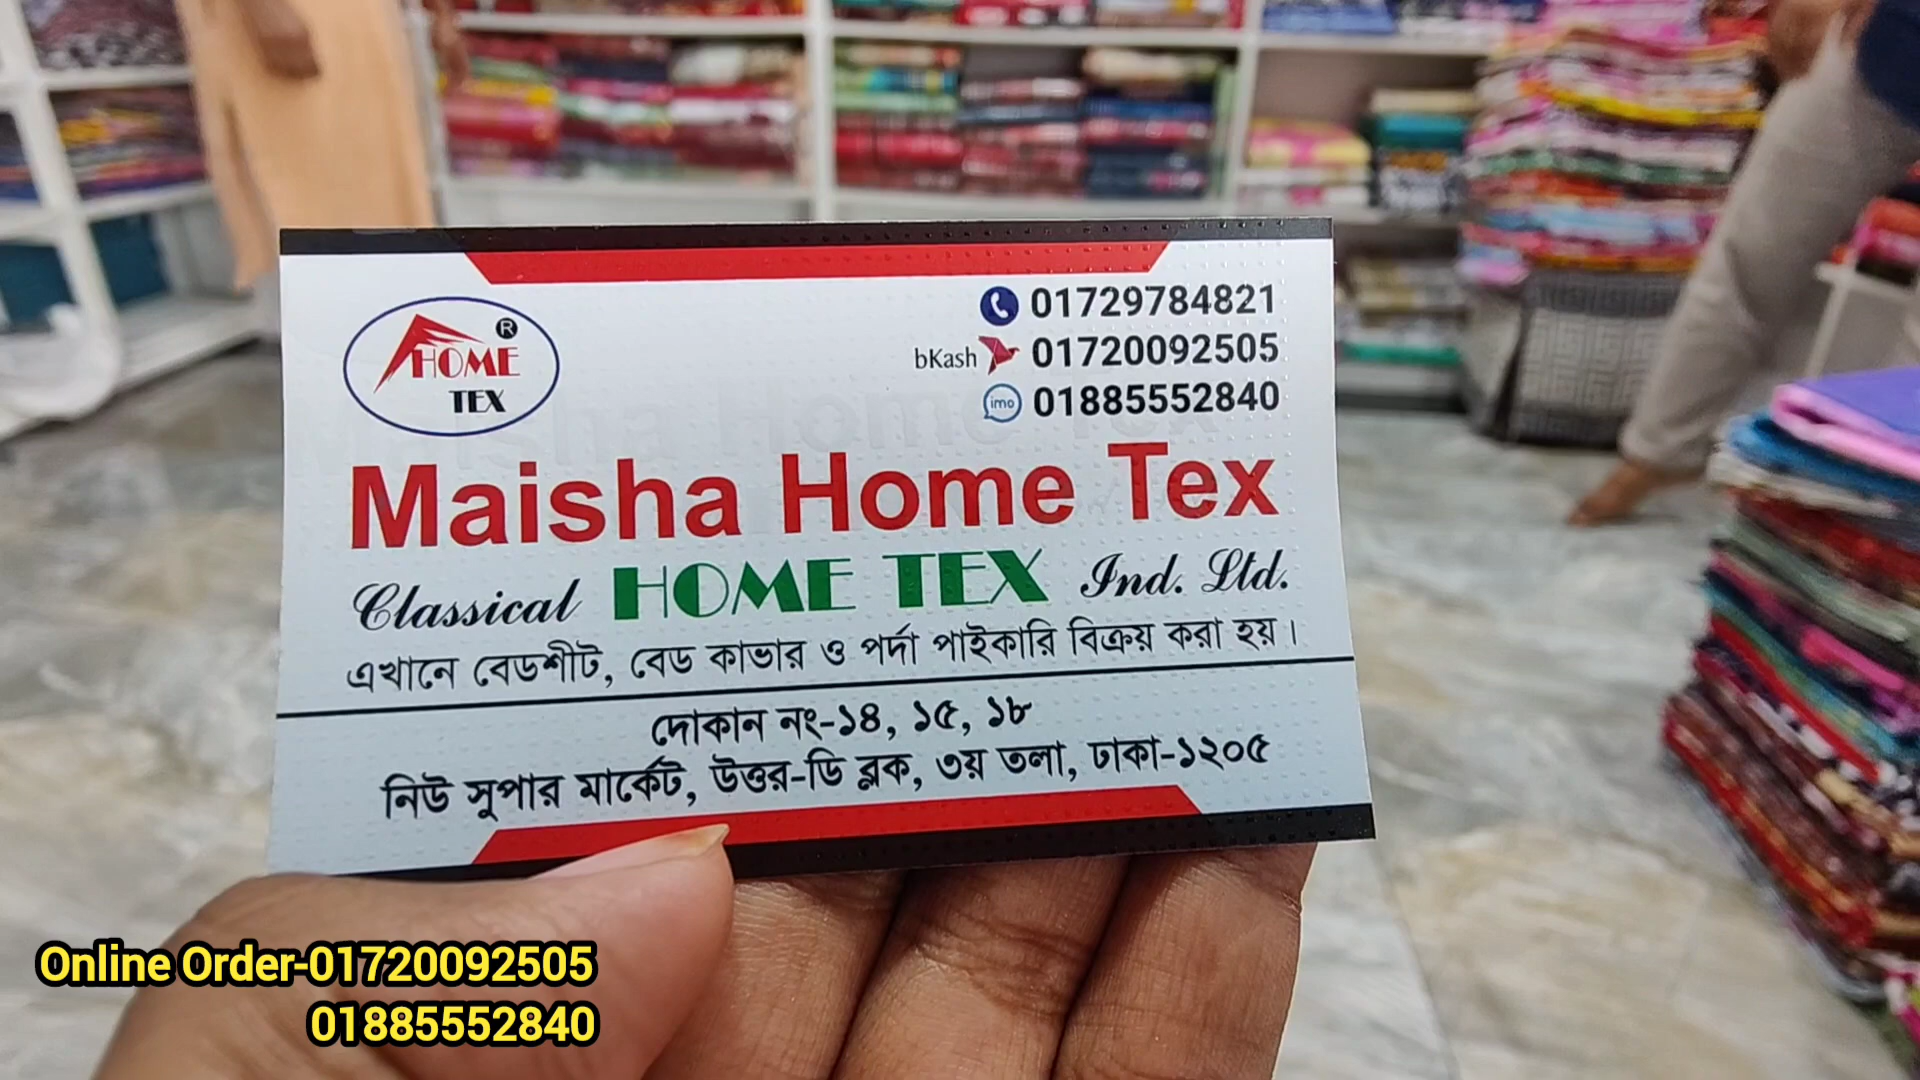 HOME
TEX
®
01729784821
bKash 01720092505
imo 01885552840
Maisha Home Tex
Classical HOME TEX Ind. Ltd.
এখানে বেডশীট, বেড কাভার ও পর্দা পাইকারি বিক্রয় করা হয়।
দোকান নং-১৪, ১৫, ১৮
নিউ সুপার মার্কেট, উত্তর-ডি ব্লক, ৩য় তলা, ঢাকা-১২০৫
Online Order-01720092505
01885552840